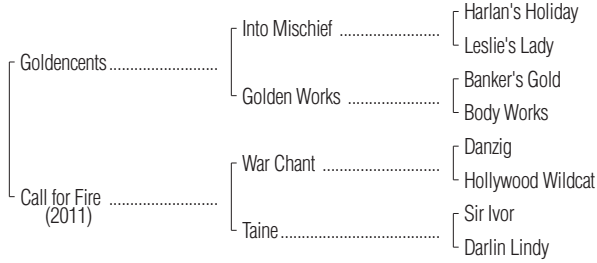 Harlan's Holiday
Into Mischief
Leslie's Lady
Goldencents
Banker's Gold
Golden Works
Body Works
Danzig
War Chant
Hollywood Wildcat
Call for Fire
(2011)
Sir Ivor
Taine
Darlin Lindy